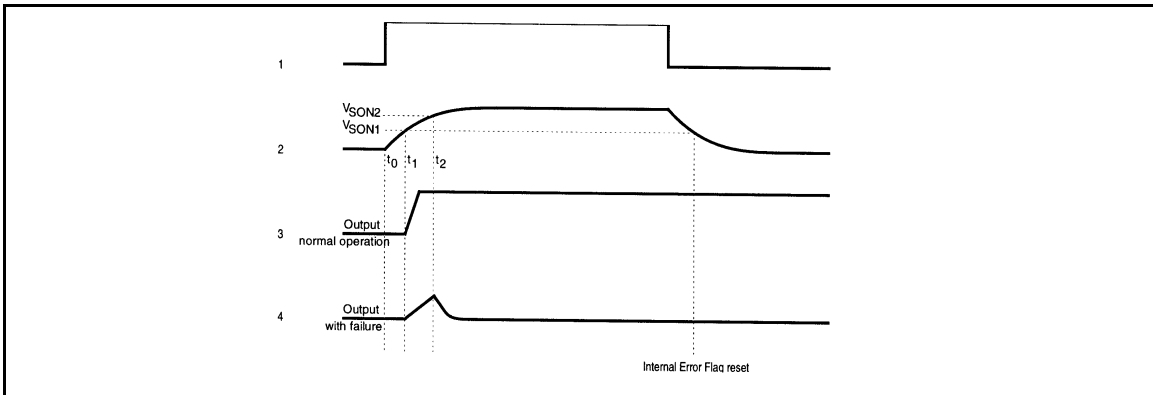 1
VSON2
VSON1
2
t0 t1 t2
3
Output
normal operation
4
Output
with failure
Internal Error Flag reset